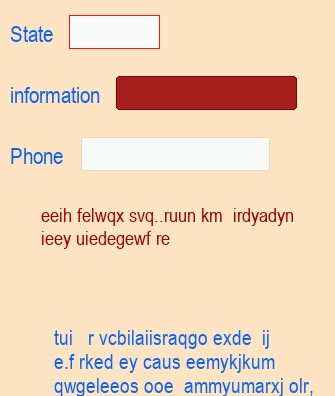 State
information
Phone
eeih felwqx svq..ruun km  irdyadyn
ieey uiedegewf re
tui   r vcbilaiisraqgo exde  ij
e.f rked ey caus eemykjkum
qwgeleeos ooe  ammyumarxj olr,